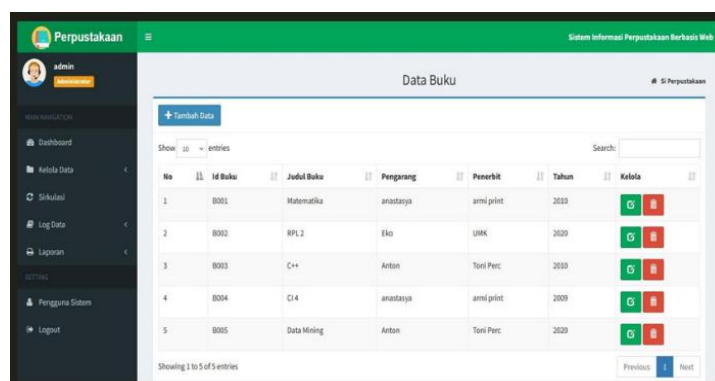 Perpustakaan
Sistem Informasi Perpustakaan Berbasis Web
admin
Administrator
MAIN NAVIGATION
Dashboard
Kelola Data
Sirkulasi
Log Data
Laporan
SETTING
Pengguna Sistem
Logout
Data Buku
Si Perpustakaan
+ Tambah Data
Show 10 entries
Search:
No Id Buku Judul Buku Pengarang Penerbit Tahun Kelola
1 B001 Matematika anastasya armi print 2010
2 B002 RPL 2 Eko UMK 2020
3 B003 C++ Anton Toni Perc 2010
4 B004 CI 4 anastasya armi print 2009
5 B005 Data Mining Anton Toni Perc 2020
Showing 1 to 5 of 5 entries
Previous 1 Next